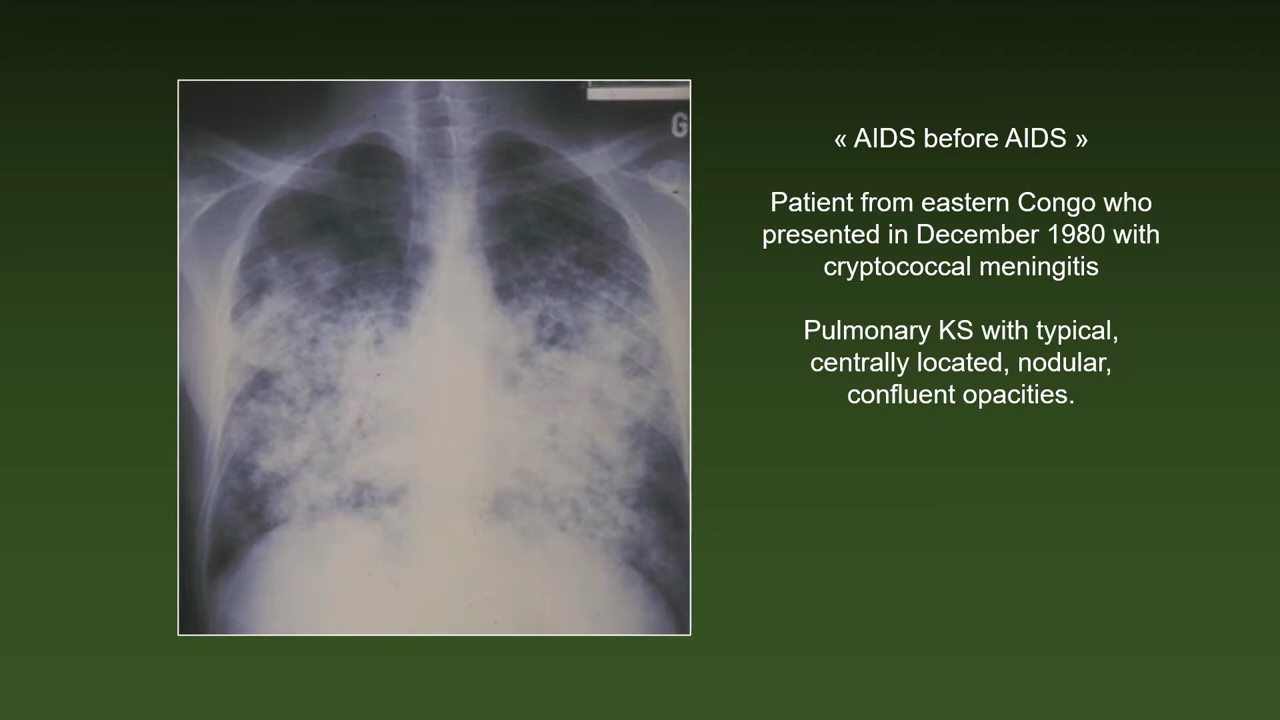 G
« AIDS before AIDS »
Patient from eastern Congo who
presented in December 1980 with
cryptococcal meningitis
Pulmonary KS with typical,
centrally located, nodular,
confluent opacities.